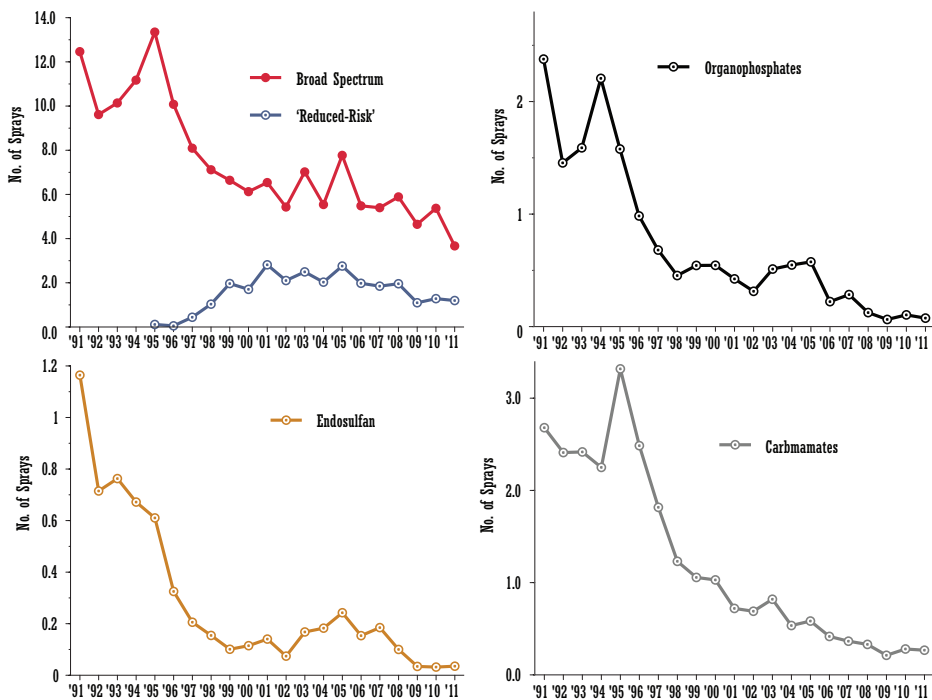 No. of Sprays
14.0
12.0
10.0
8.0
6.0
4.0
2.0
0.0
Broad Spectrum
'Reduced-Risk'
'91 '92 '93 '94 '95 '96 '97 '98 '99 '00 '01 '02 '03 '04 '05 '06 '07 '08 '09 '10 '11
No. of Sprays
2
1
0
Organophosphates
'91 '92 '93 '94 '95 '96 '97 '98 '99 '00 '01 '02 '03 '04 '05 '06 '07 '08 '09 '10 '11
No. of Sprays
1.2
1
0.8
0.6
0.4
0.2
0
Endosulfan
'91 '92 '93 '94 '95 '96 '97 '98 '99 '00 '01 '02 '03 '04 '05 '06 '07 '08 '09 '10 '11
No. of Sprays
3.0
2.0
1.0
0.0
Carbmamates
'91 '92 '93 '94 '95 '96 '97 '98 '99 '00 '01 '02 '03 '04 '05 '06 '07 '08 '09 '10 '11